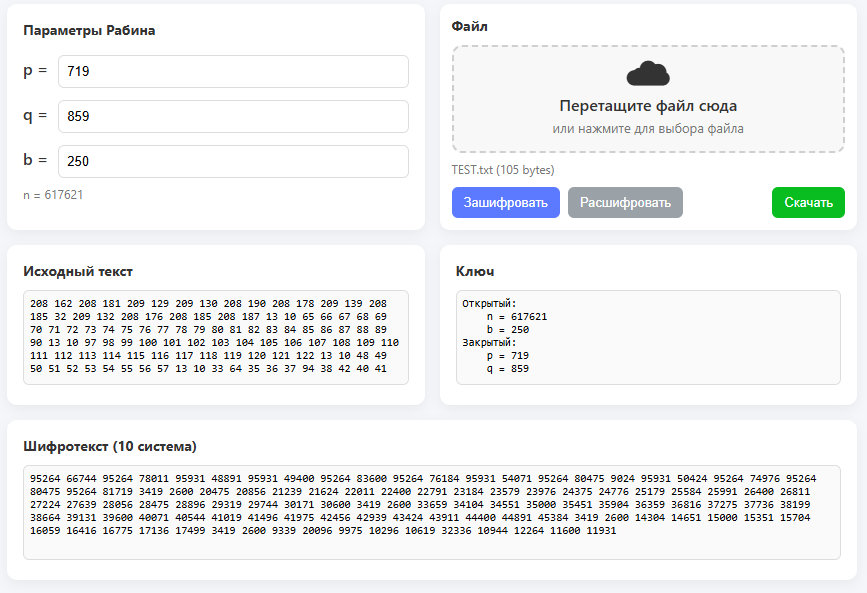 Параметры Рабина
p = 719
q = 859
b = 250
n = 617621
Файл
Перетащите файл сюда
или нажмите для выбора файла
TEST.txt (105 bytes)
Зашифровать Расшифровать Скачать
Исходный текст
208 162 208 181 209 129 209 130 208 190 208 178 209 139 208
185 32 209 132 208 176 208 185 208 187 13 10 65 66 67 68 69
70 71 72 73 74 75 76 77 78 79 80 81 82 83 84 85 86 87 88 89
90 13 10 97 98 99 100 101 102 103 104 105 106 107 108 109 110
111 112 113 114 115 116 117 118 119 120 121 122 13 10 48 49
50 51 52 53 54 55 56 57 13 10 33 64 35 36 37 94 38 42 40 41
Ключ
Открытый:
n = 617621
b = 250
Закрытый:
p = 719
q = 859
Шифротекст (10 система)
95264 66744 95264 78011 95931 48891 95931 49400 95264 83600 95264 76184 95931 54071 95264 80475 9024 95931 50424 95264 74976 95264
80475 95264 81719 3419 2600 20475 20856 21239 21624 22011 22400 22791 23184 23579 23976 24375 24776 25179 25584 25991 26400 26811
27224 27639 28056 28475 28896 29319 29744 30171 30600 3419 2600 33659 34104 34551 35000 35451 35904 36359 36816 37275 37736 38199
38664 39131 39600 40071 40544 41019 41496 41975 42456 42939 43424 43911 44400 44891 45384 3419 2600 14304 14651 15000 15351 15704
16059 16416 16775 17136 17499 3419 2600 9339 20096 9975 10296 10619 32336 10944 12264 11600 11931